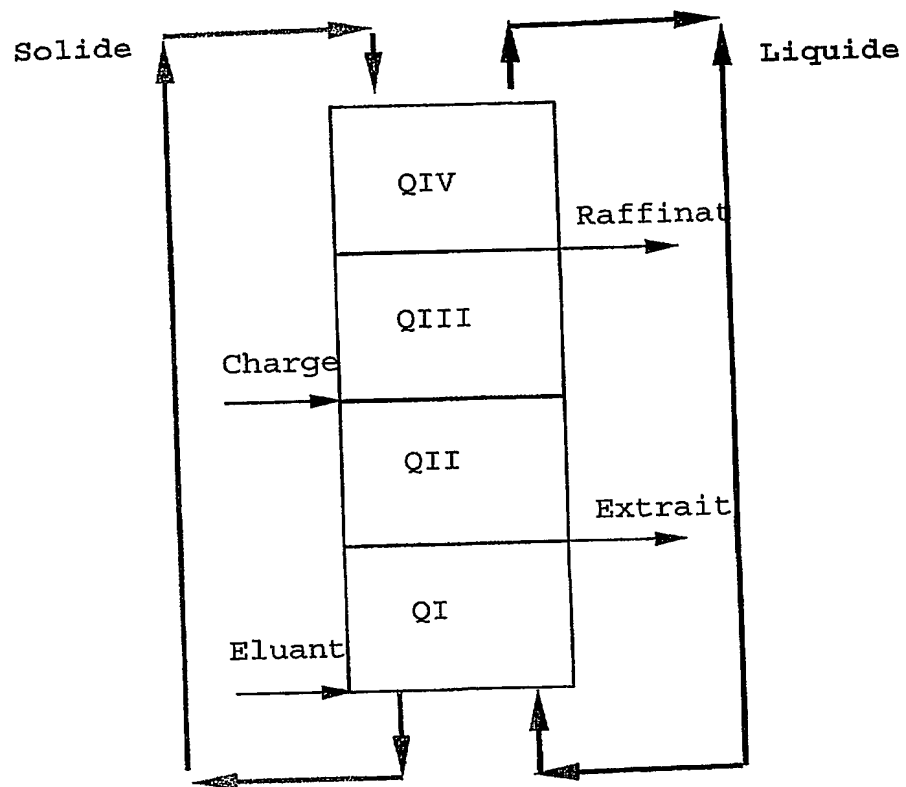 Solide
Liquide
QIV
Raffinat
QIII
Charge
QII
Extrait
QI
Eluant